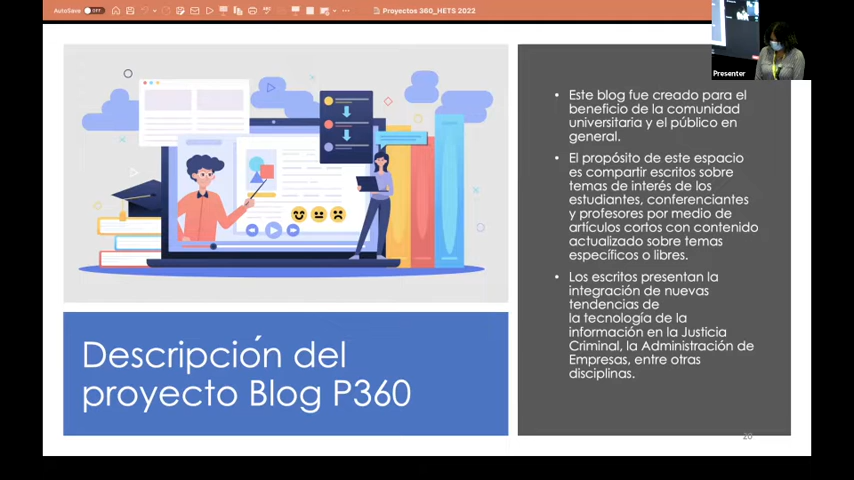 AutoSave OFF
Proyectos 360_HETS 2022
Presenter
Este blog fue creado para el
beneficio de la comunidad
universitaria y el público en
general.
El propósito de este espacio
es compartir escritos sobre
temas de interés de los
estudiantes, conferenciantes
y profesores por medio de
artículos cortos con contenido
actualizado sobre temas
específicos o libres.
Los escritos presentan la
integración de nuevas
tendencias de
la tecnología de la
información en la Justicia
Criminal, la Administración de
Empresas, entre otras
disciplinas.
Descripción del
proyecto Blog P360
20